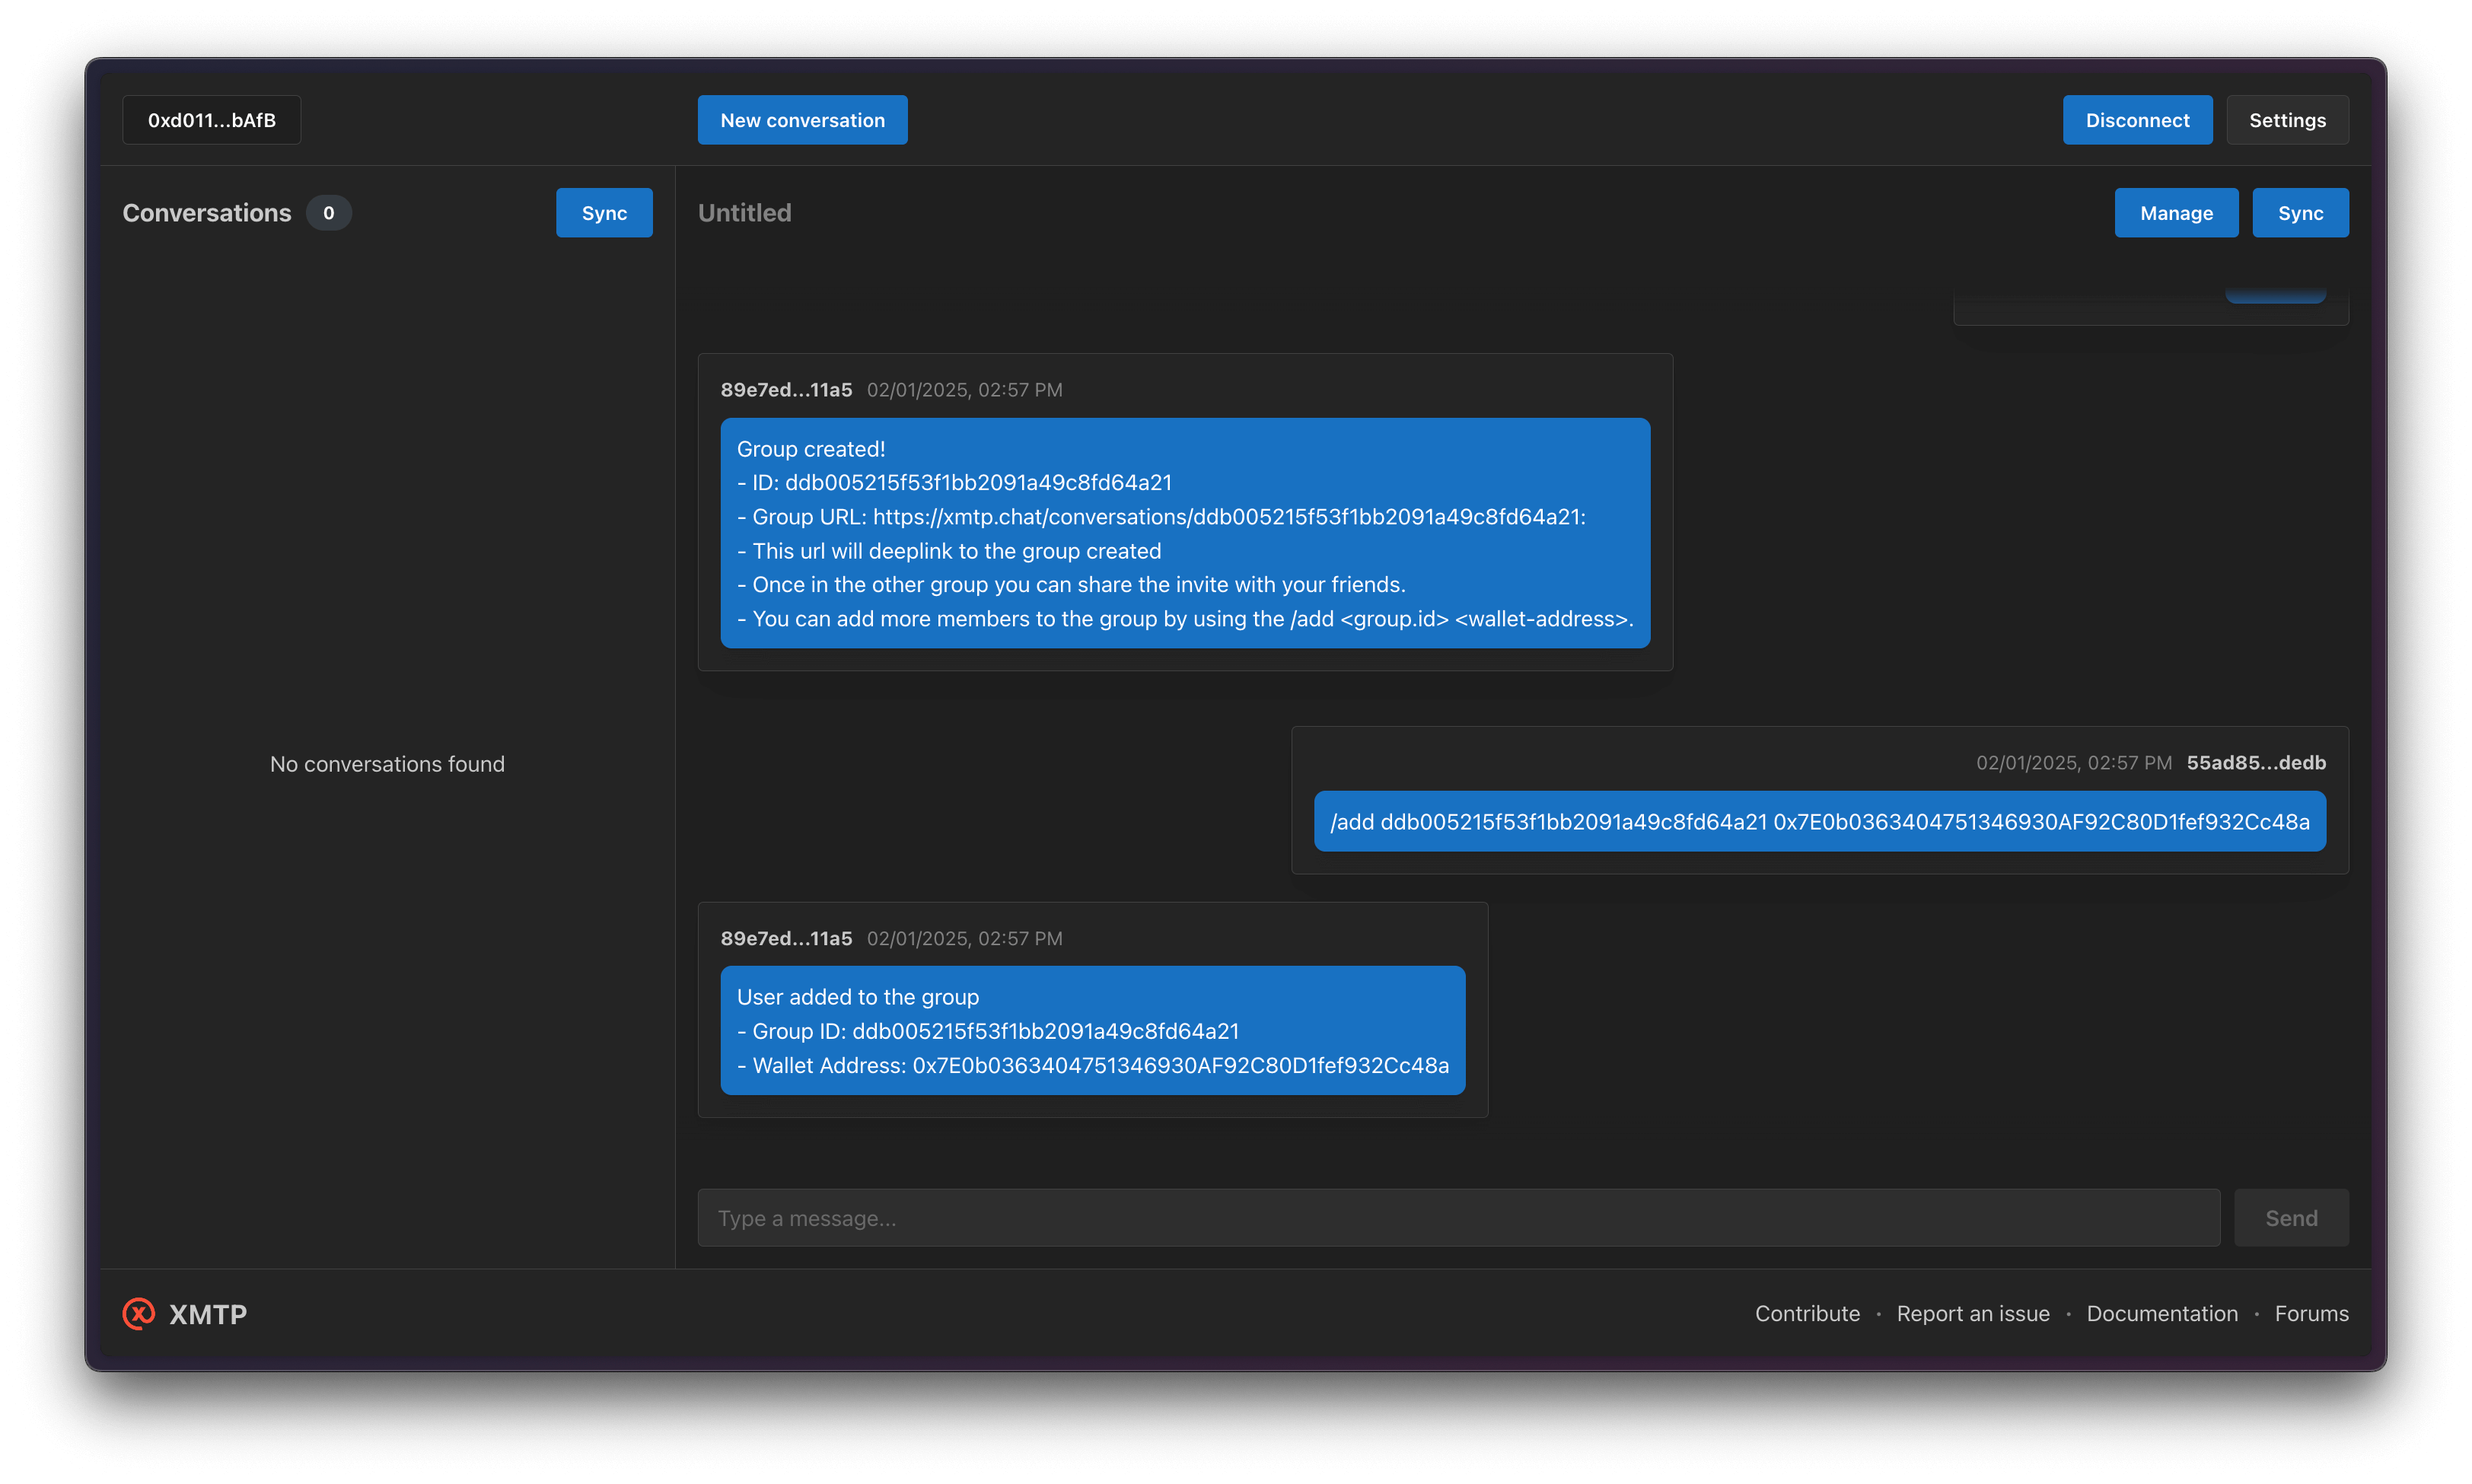 0xd011...bAfB
New conversation
Disconnect
Settings
Conversations 0
Sync
Untitled
Manage
Sync
89e7ed...11a5 02/01/2025, 02:57 PM
Group created!
- ID: ddb005215f53f1bb2091a49c8fd64a21
- Group URL: https://xmtp.chat/conversations/ddb005215f53f1bb2091a49c8fd64a21:
- This url will deeplink to the group created
- Once in the other group you can share the invite with your friends.
- You can add more members to the group by using the /add <group.id> <wallet-address>.
No conversations found
02/01/2025, 02:57 PM 55ad85...dedb
/add ddb005215f53f1bb2091a49c8fd64a21 0x7E0b0363404751346930AF92C80D1fef932Cc48a
89e7ed...11a5 02/01/2025, 02:57 PM
User added to the group
- Group ID: ddb005215f53f1bb2091a49c8fd64a21
- Wallet Address: 0x7E0b0363404751346930AF92C80D1fef932Cc48a
Type a message...
Send
XMTP
Contribute · Report an issue · Documentation · Forums